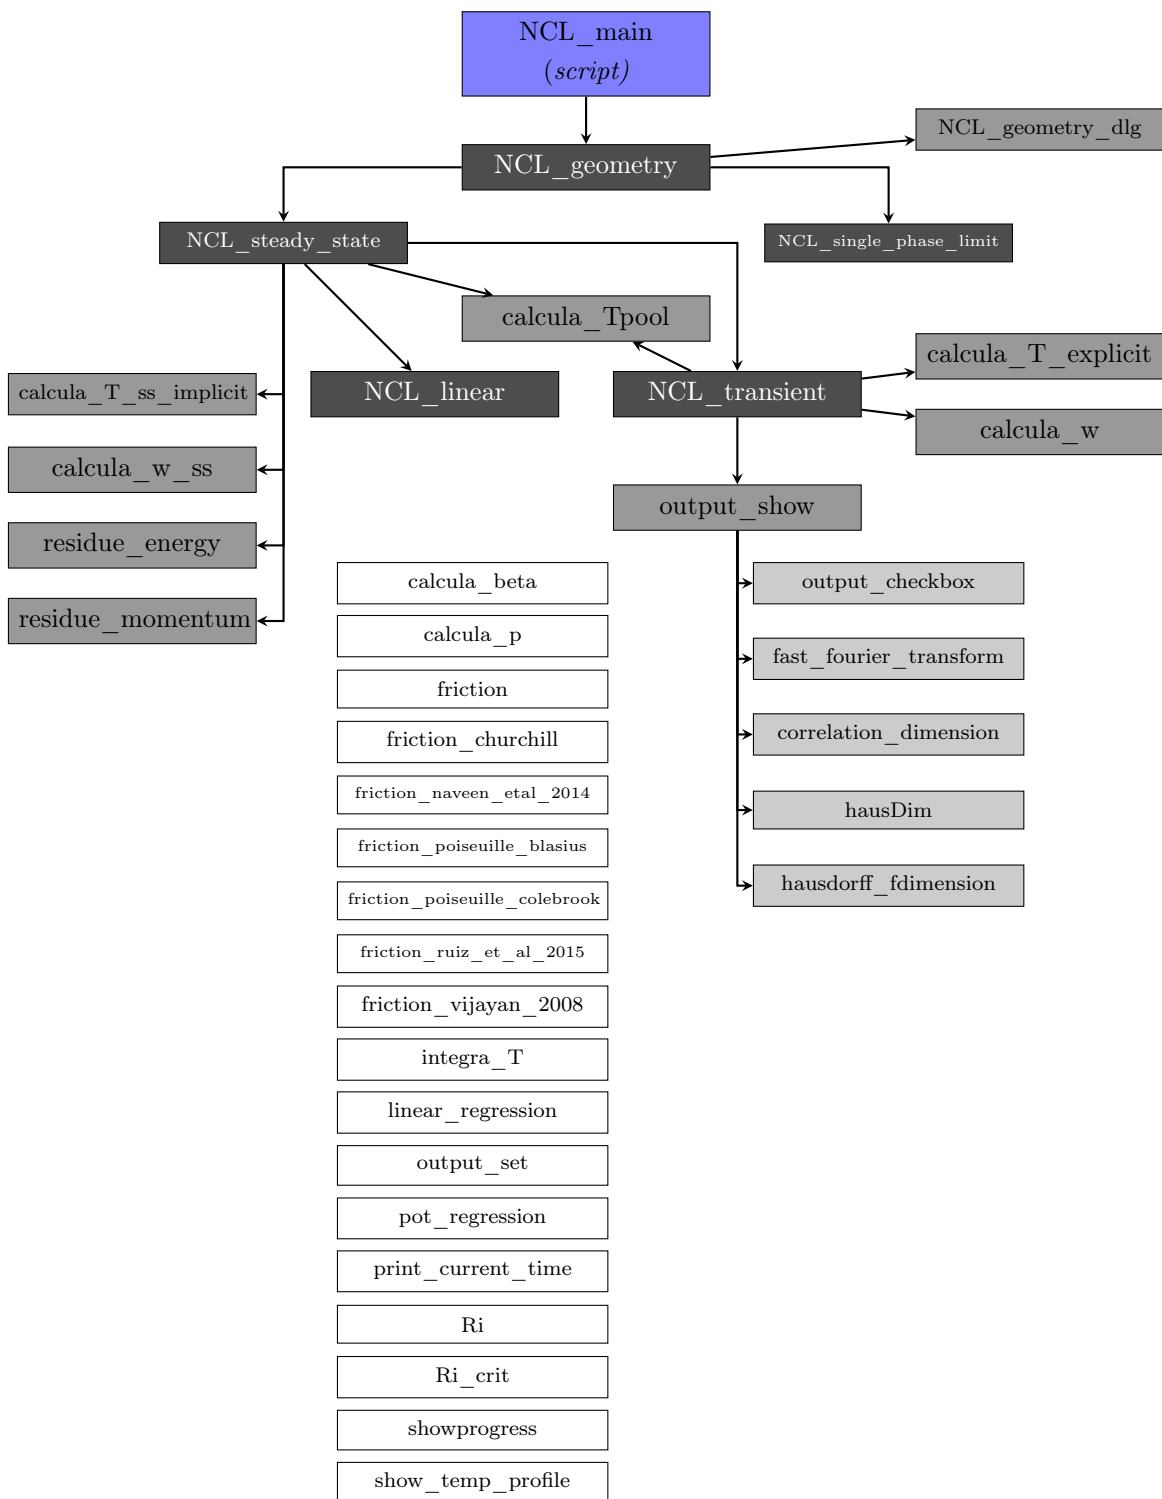 NCL_main
(script)
NCL_geometry_dlg
NCL_geometry
NCL_steady_state
NCL_single_phase_limit
calcula_Tpool
calcula_T_explicit
calcula_T_ss_implicit
NCL_linear
NCL_transient
calcula_w
calcula_w_ss
output_show
residue_energy
calcula_beta
output_checkbox
residue_momentum
calcula_p
fast_fourier_transform
friction
friction_churchill
correlation_dimension
friction_naveen_etal_2014
hausDim
friction_poiseuille_blasius
hausdorff_fdimension
friction_poiseuille_colebrook
friction_ruiz_et_al_2015
friction_vijayan_2008
integra_T
linear_regression
output_set
pot_regression
print_current_time
Ri
Ri_crit
showprogress
show_temp_profile